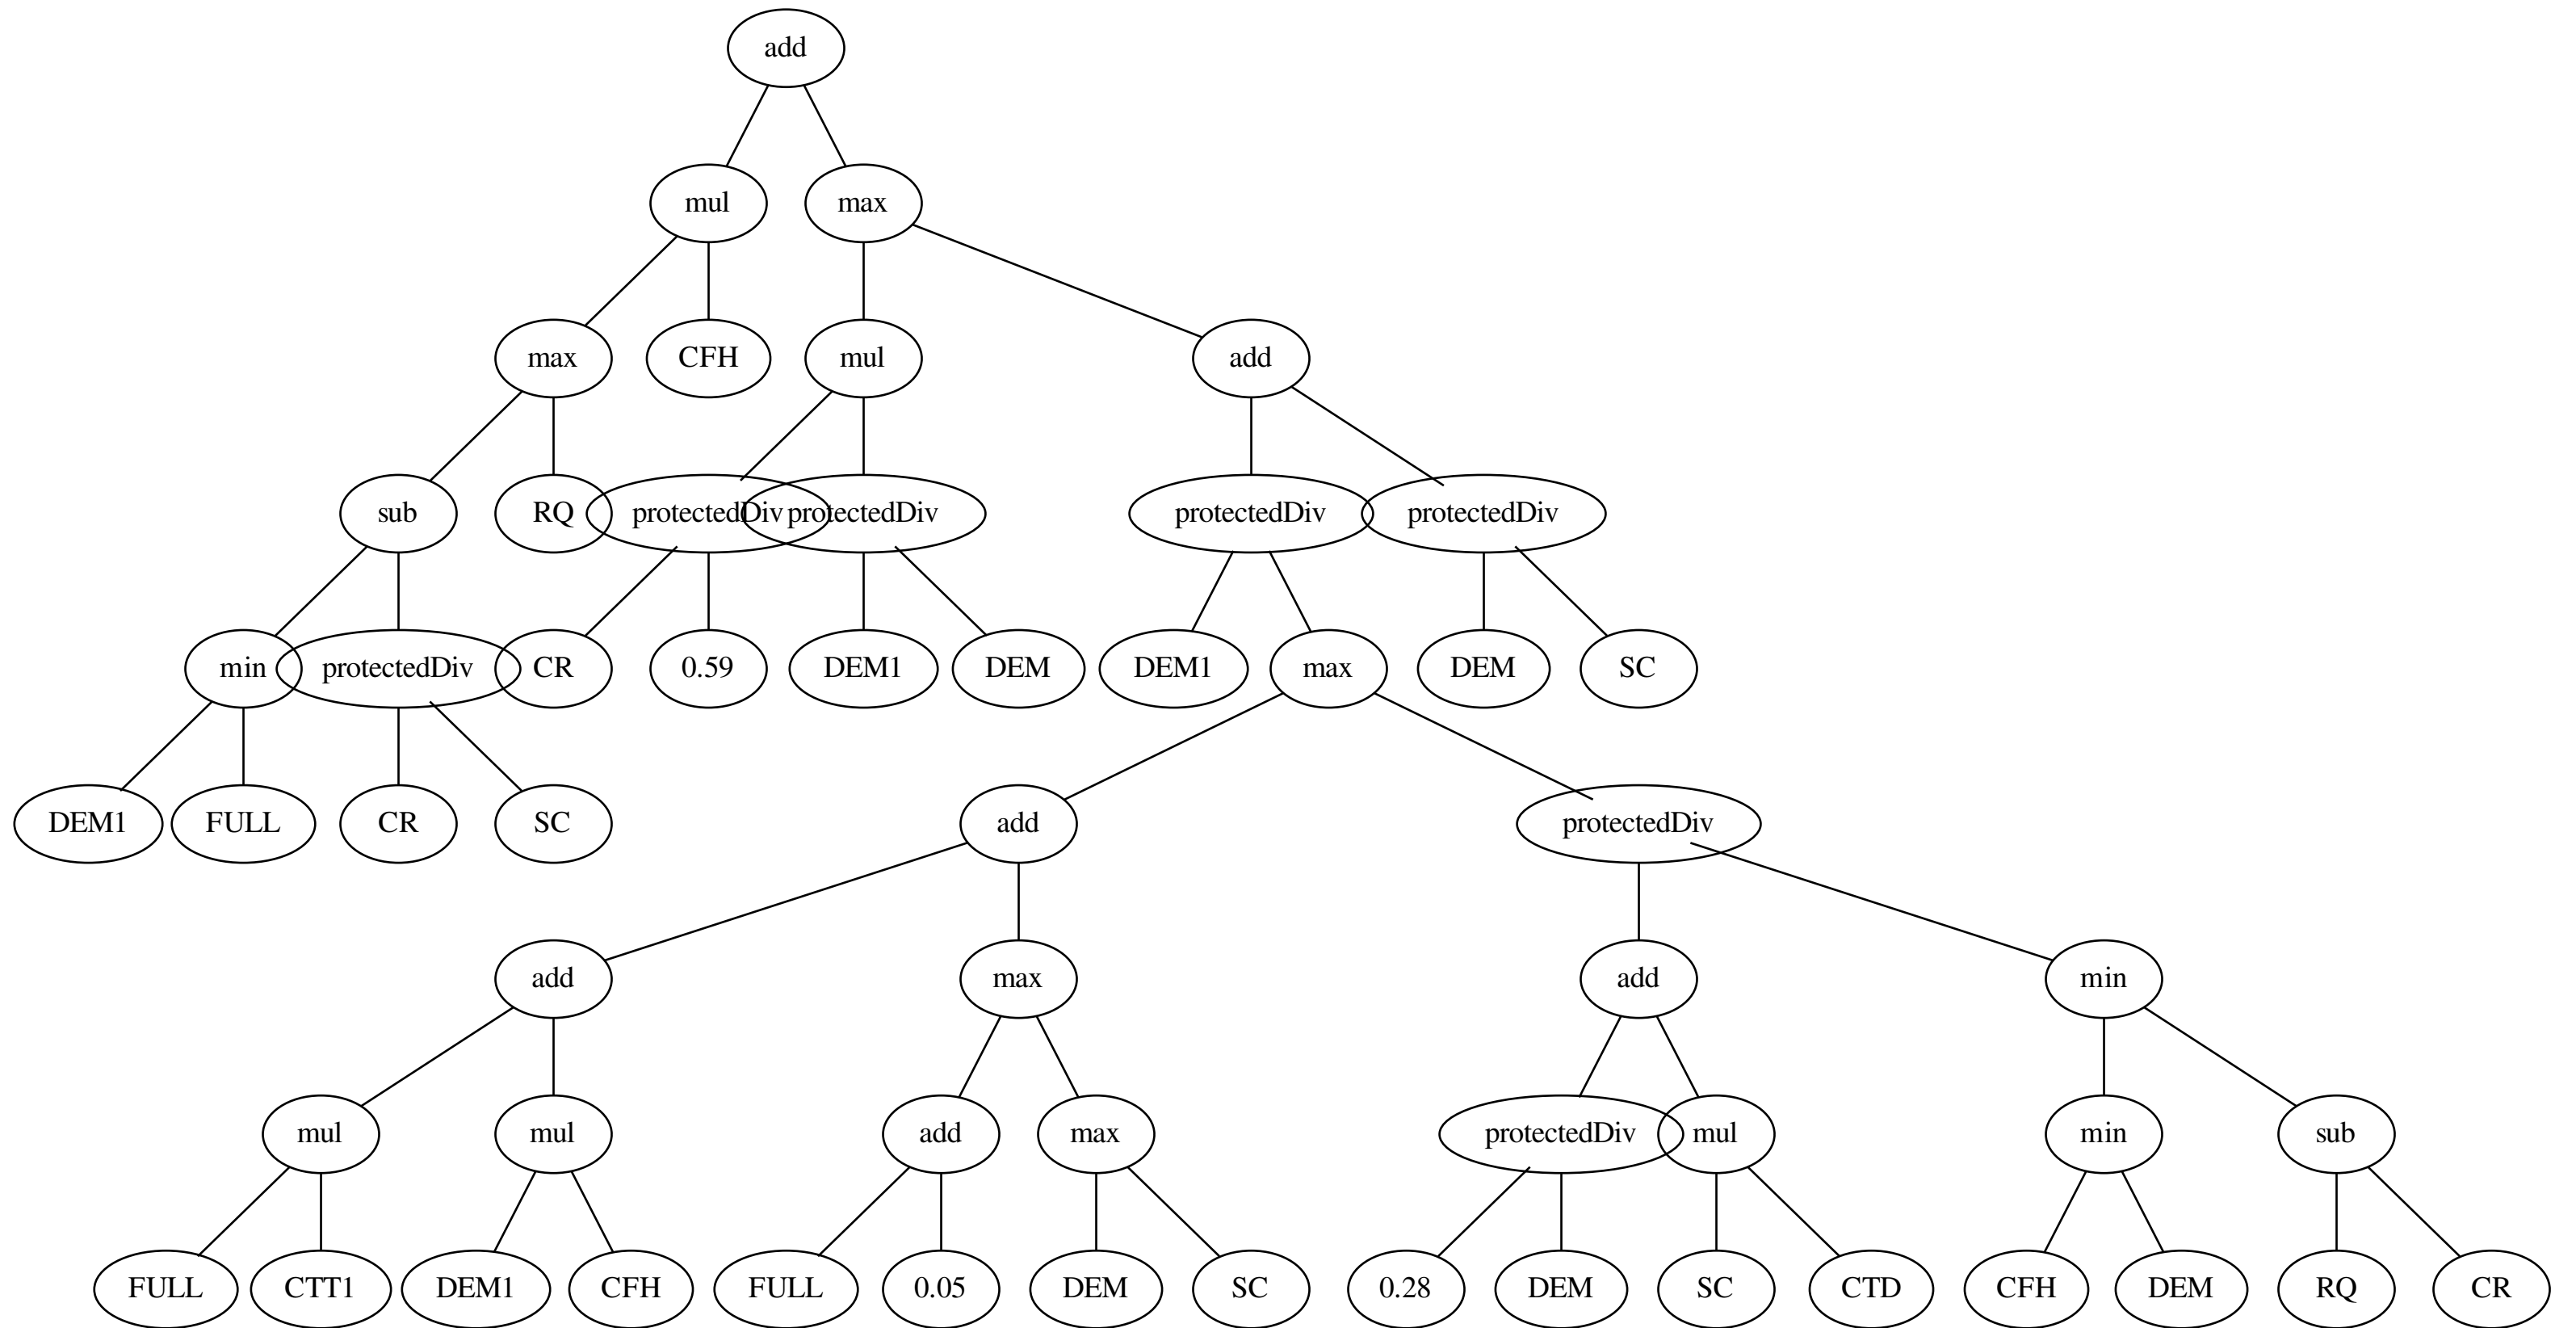 add
mul max
max CFH mul add
sub RQ protectedDiv protectedDiv protectedDiv protectedDiv
min protectedDiv CR 0.59 DEM1 DEM DEM1 max DEM SC
DEM1 FULL CR SC add protectedDiv
add max add min
mul mul add max protectedDiv mul min sub
FULL CTT1 DEM1 CFH FULL 0.05 DEM SC 0.28 DEM SC CTD CFH DEM RQ CR